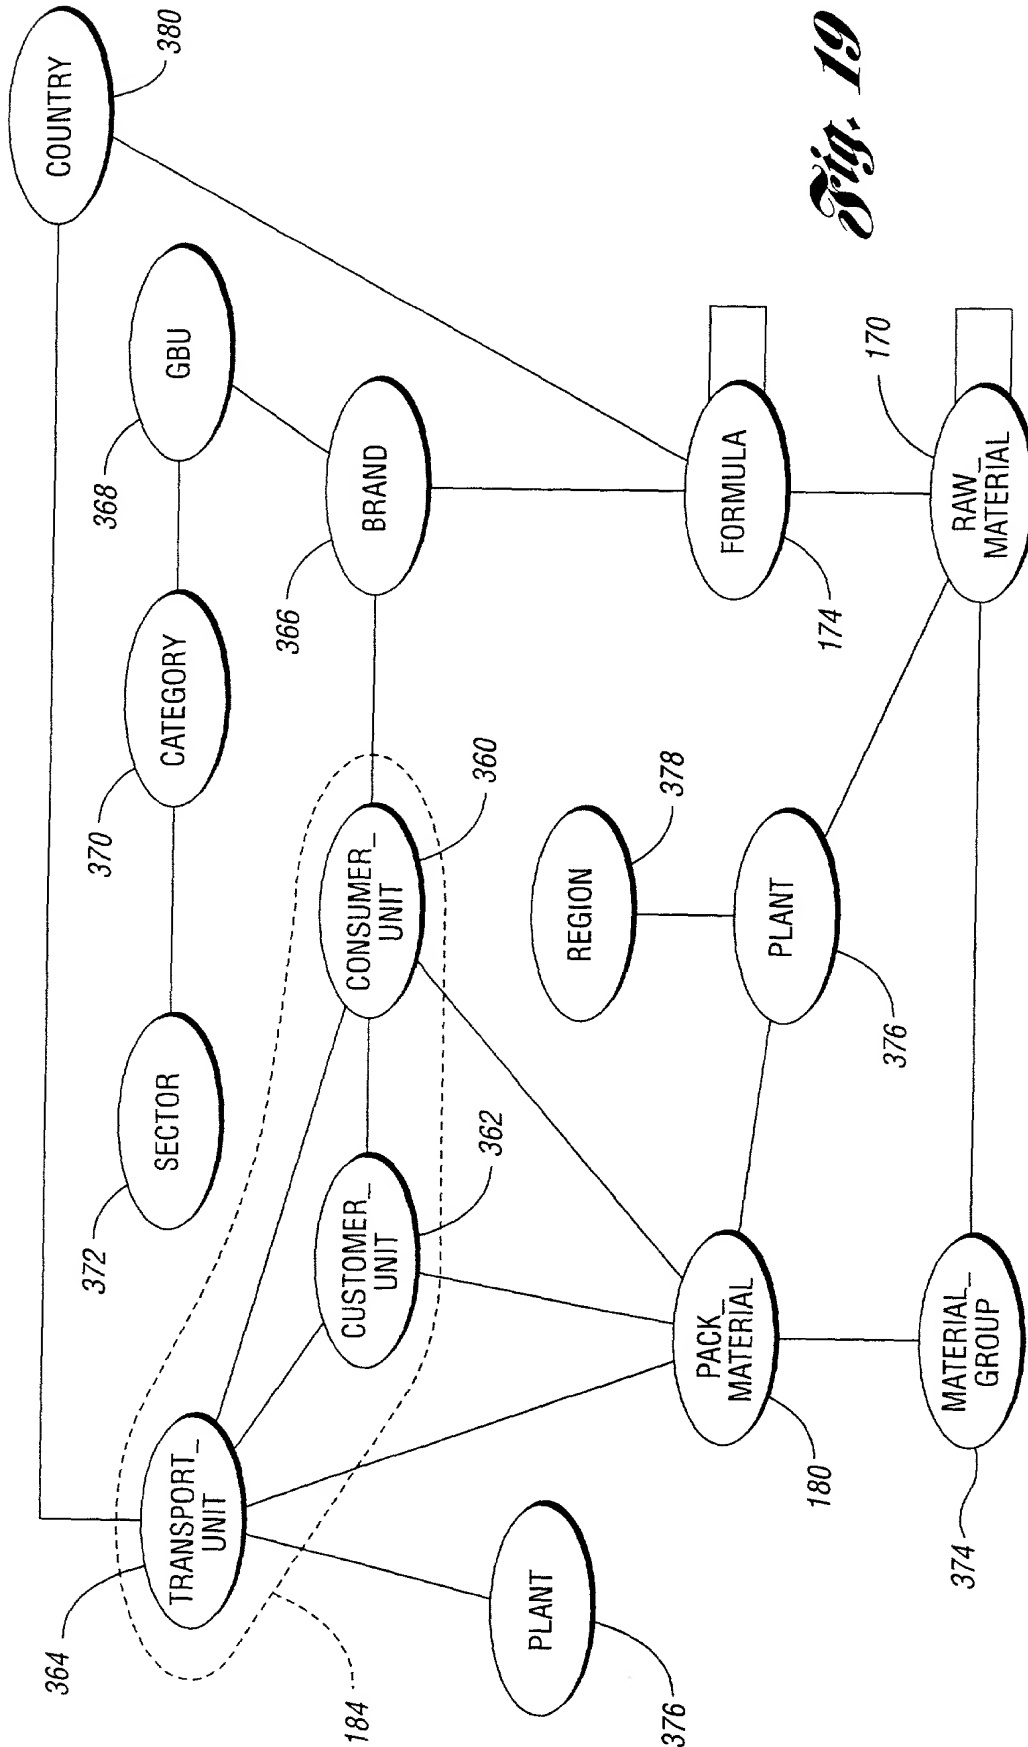 COUNTRY
380
364
372
370
368
TRANSPORT_
UNIT
SECTOR
CATEGORY
GBU
366
184
CUSTOMER_
UNIT
CONSUMER_
UNIT
BRAND
362
360
PLANT
REGION
378
376
PACK_
MATERIAL
PLANT
FORMULA
180
376
174
Fig. 19
170
374
MATERIAL_
GROUP
RAW_
MATERIAL